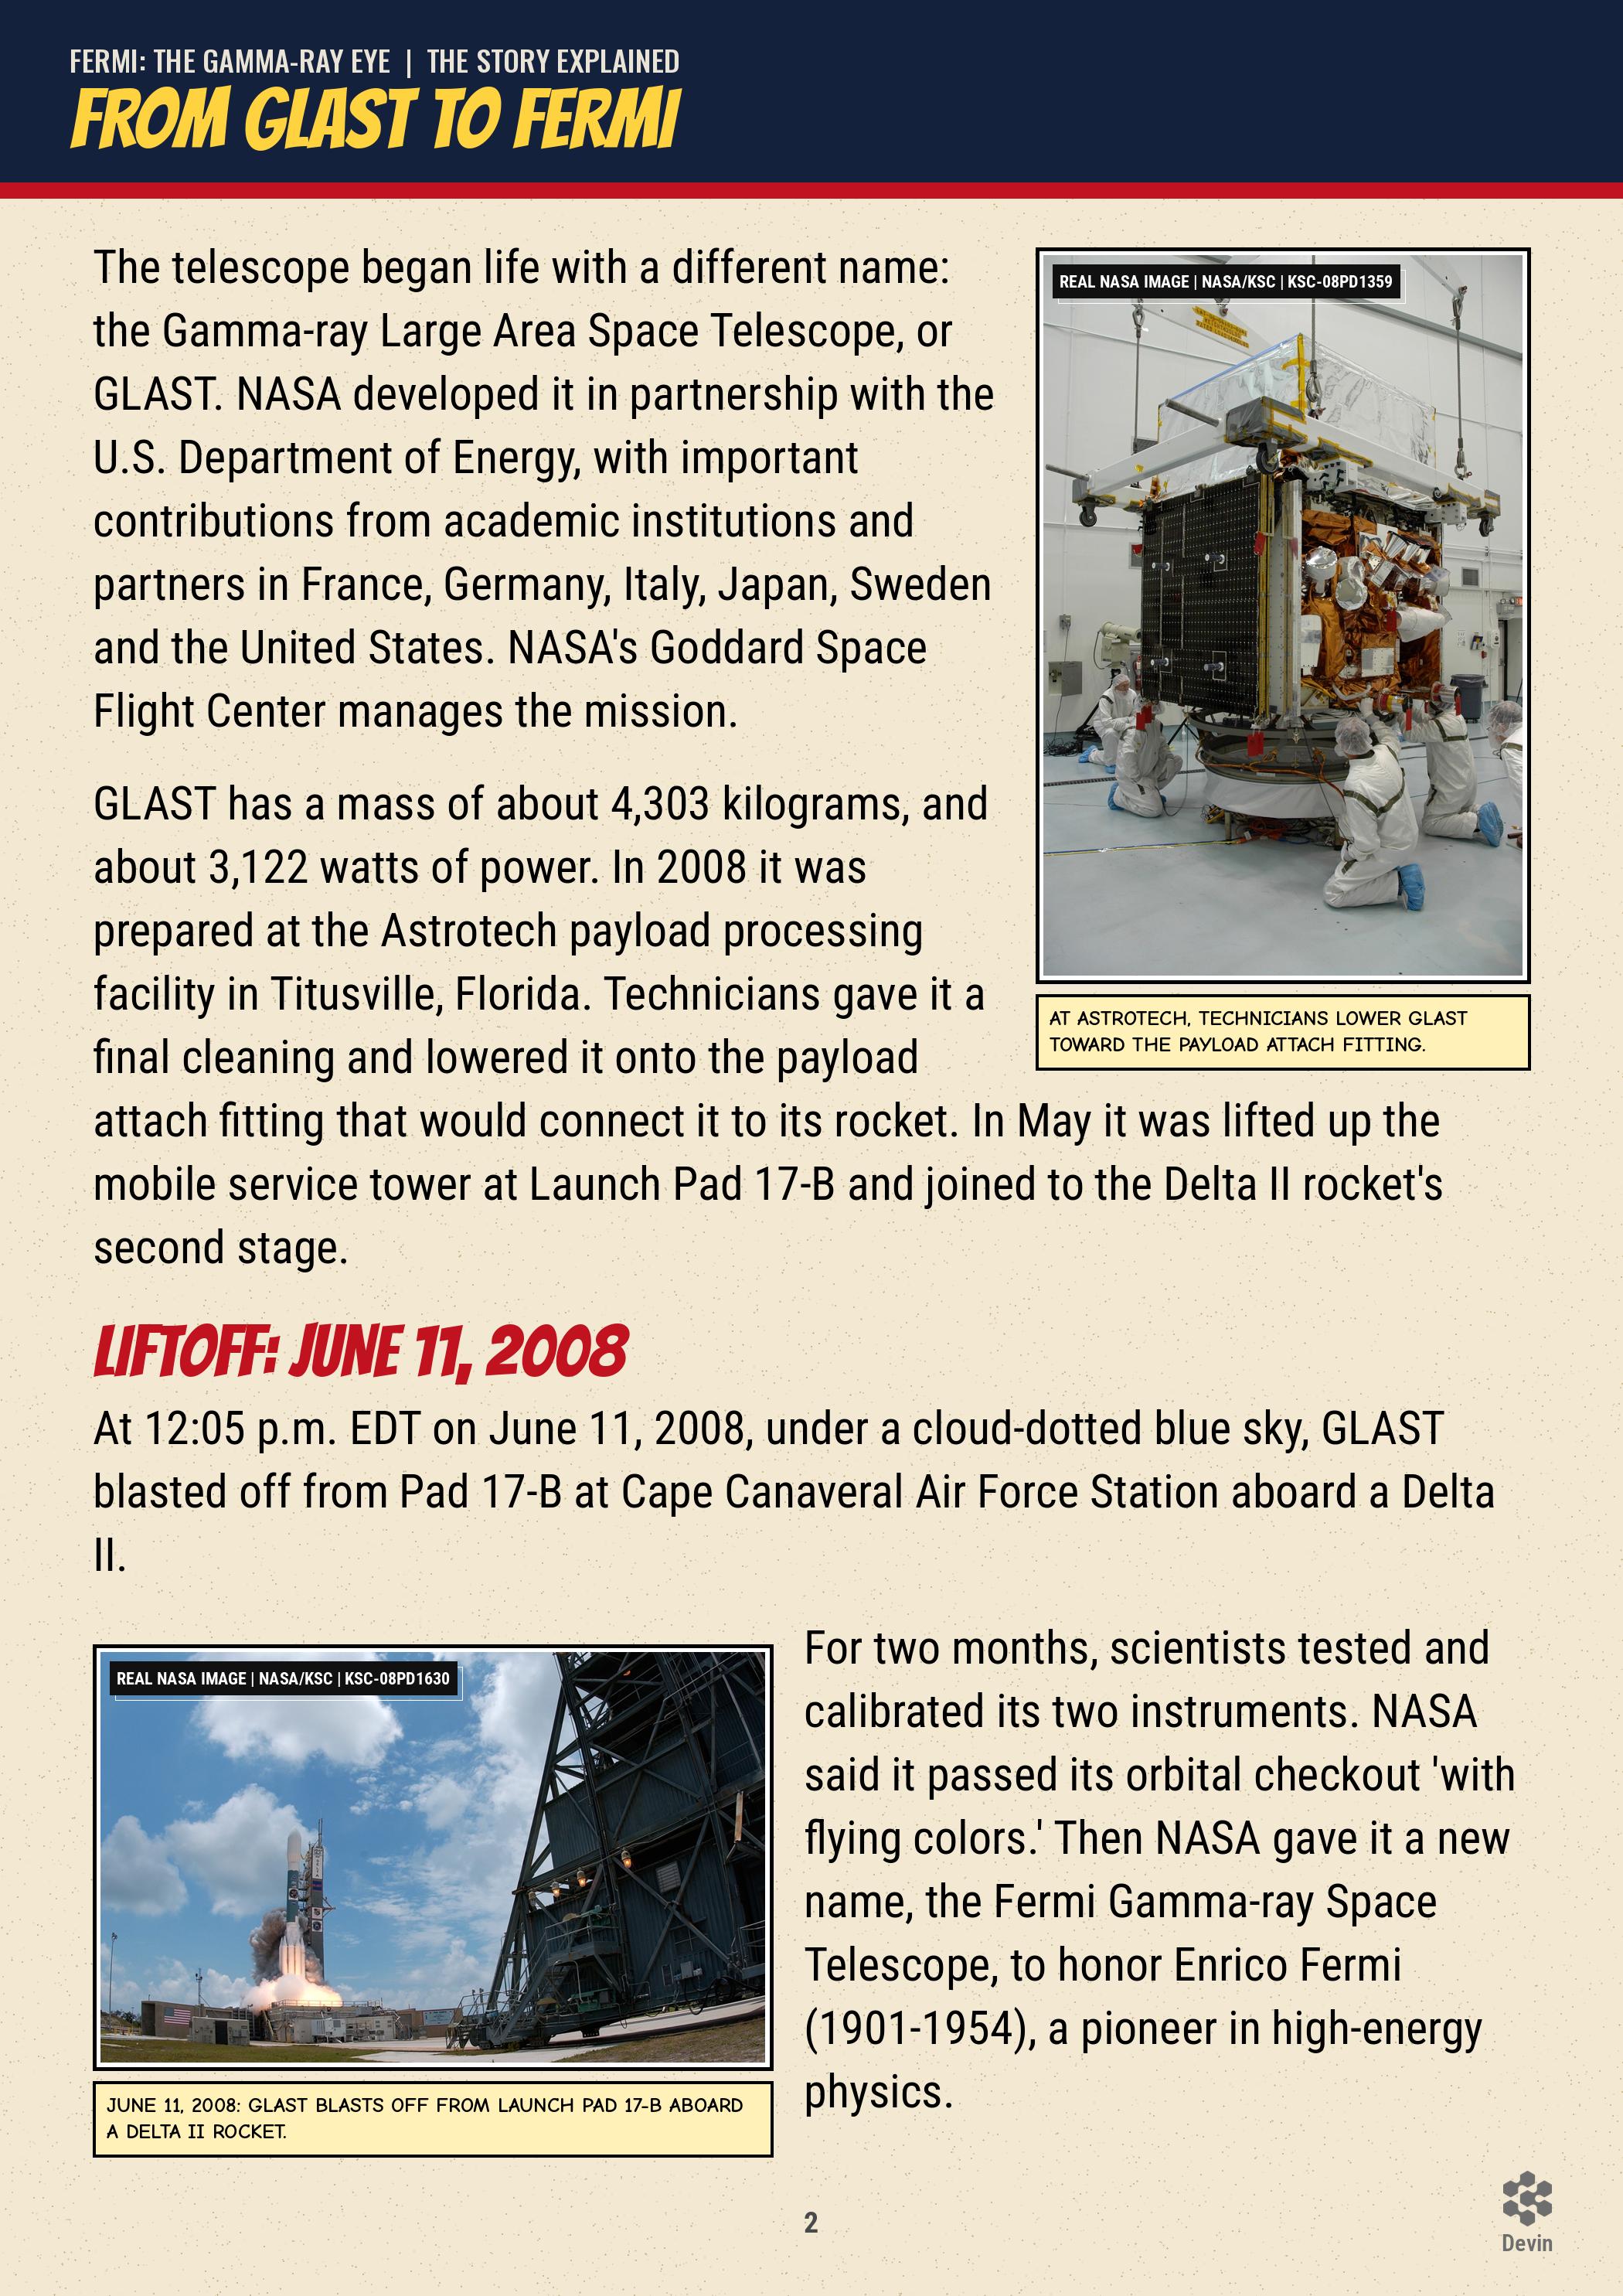 FERMI: THE GAMMA-RAY EYE | THE STORY EXPLAINED
FROM GLAST TO FERMI
The telescope began life with a different name:
the Gamma-ray Large Area Space Telescope, or
GLAST. NASA developed it in partnership with the
U.S. Department of Energy, with important
contributions from academic institutions and
partners in France, Germany, Italy, Japan, Sweden
and the United States. NASA's Goddard Space
Flight Center manages the mission.
GLAST has a mass of about 4,303 kilograms, and
about 3,122 watts of power. In 2008 it was
prepared at the Astrotech payload processing
facility in Titusville, Florida. Technicians gave it a
final cleaning and lowered it onto the payload
attach fitting that would connect it to its rocket. In May it was lifted up the
mobile service tower at Launch Pad 17-B and joined to the Delta II rocket's
second stage.
REAL NASA IMAGE | NASA/KSC | KSC-08PD1359
AT ASTROTECH, TECHNICIANS LOWER GLAST
TOWARD THE PAYLOAD ATTACH FITTING.
LIFTOFF: JUNE 11, 2008
At 12:05 p.m. EDT on June 11, 2008, under a cloud-dotted blue sky, GLAST
blasted off from Pad 17-B at Cape Canaveral Air Force Station aboard a Delta
II.
REAL NASA IMAGE | NASA/KSC | KSC-08PD1630
JUNE 11, 2008: GLAST BLASTS OFF FROM LAUNCH PAD 17-B ABOARD
A DELTA II ROCKET.
For two months, scientists tested and
calibrated its two instruments. NASA
said it passed its orbital checkout 'with
flying colors.' Then NASA gave it a new
name, the Fermi Gamma-ray Space
Telescope, to honor Enrico Fermi
(1901-1954), a pioneer in high-energy
physics.
2
Devin